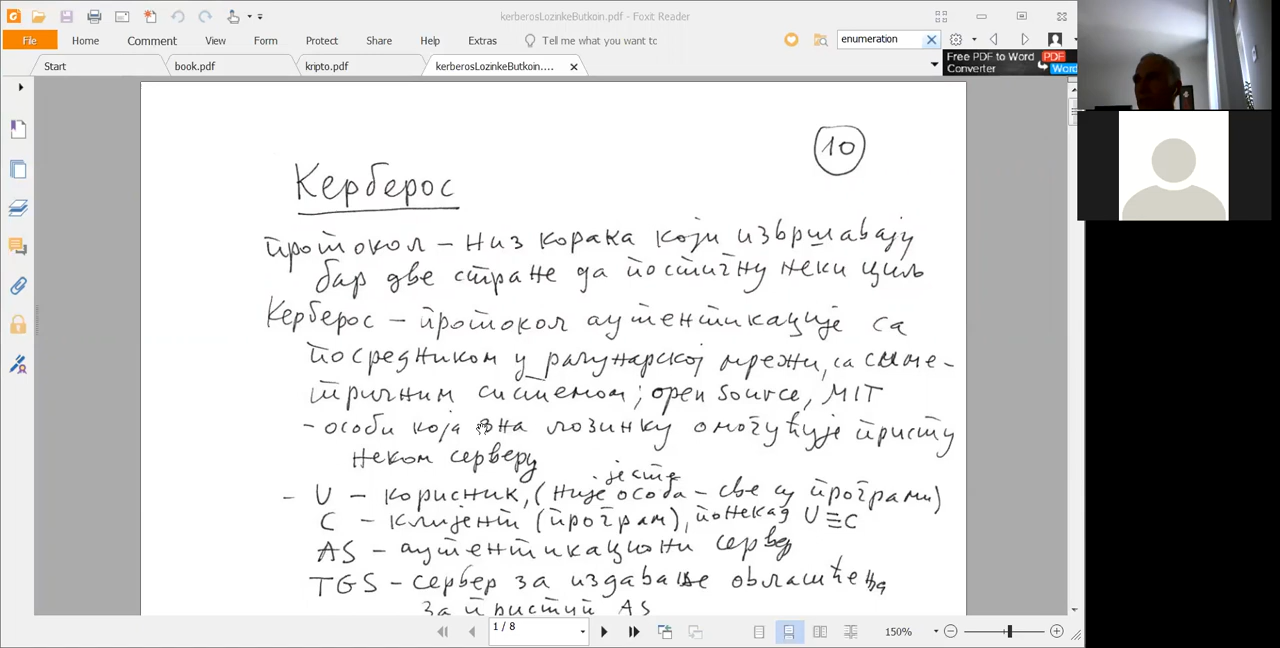 kerberosLozinkeButkoin.pdf - Foxit Reader
File Home Comment View Form Protect Share Help Extras Tell me what you want to
enumeration
Start book.pdf kripto.pdf kerberosLozinkeButkoin....
Free PDF to Word
Converter
PDF
Word
10
Керберос
протокол - низ корака који извршавају
бар две стране да постигну неки циљ
Керберос - протокол аутентикације са
посредником у рачунарској мрежи, са симе-
тричним системом; open source, MIT
- особи која зна лозинку омогућује присту
неком серверу
јесте
- U - корисник, (није особа - све су програми)
C - клијент (програм), понекад U≡C
AS - аутентикациони сервер
TGS - сервер за издавање овлашћења
за приступ AS
1 / 8
150%